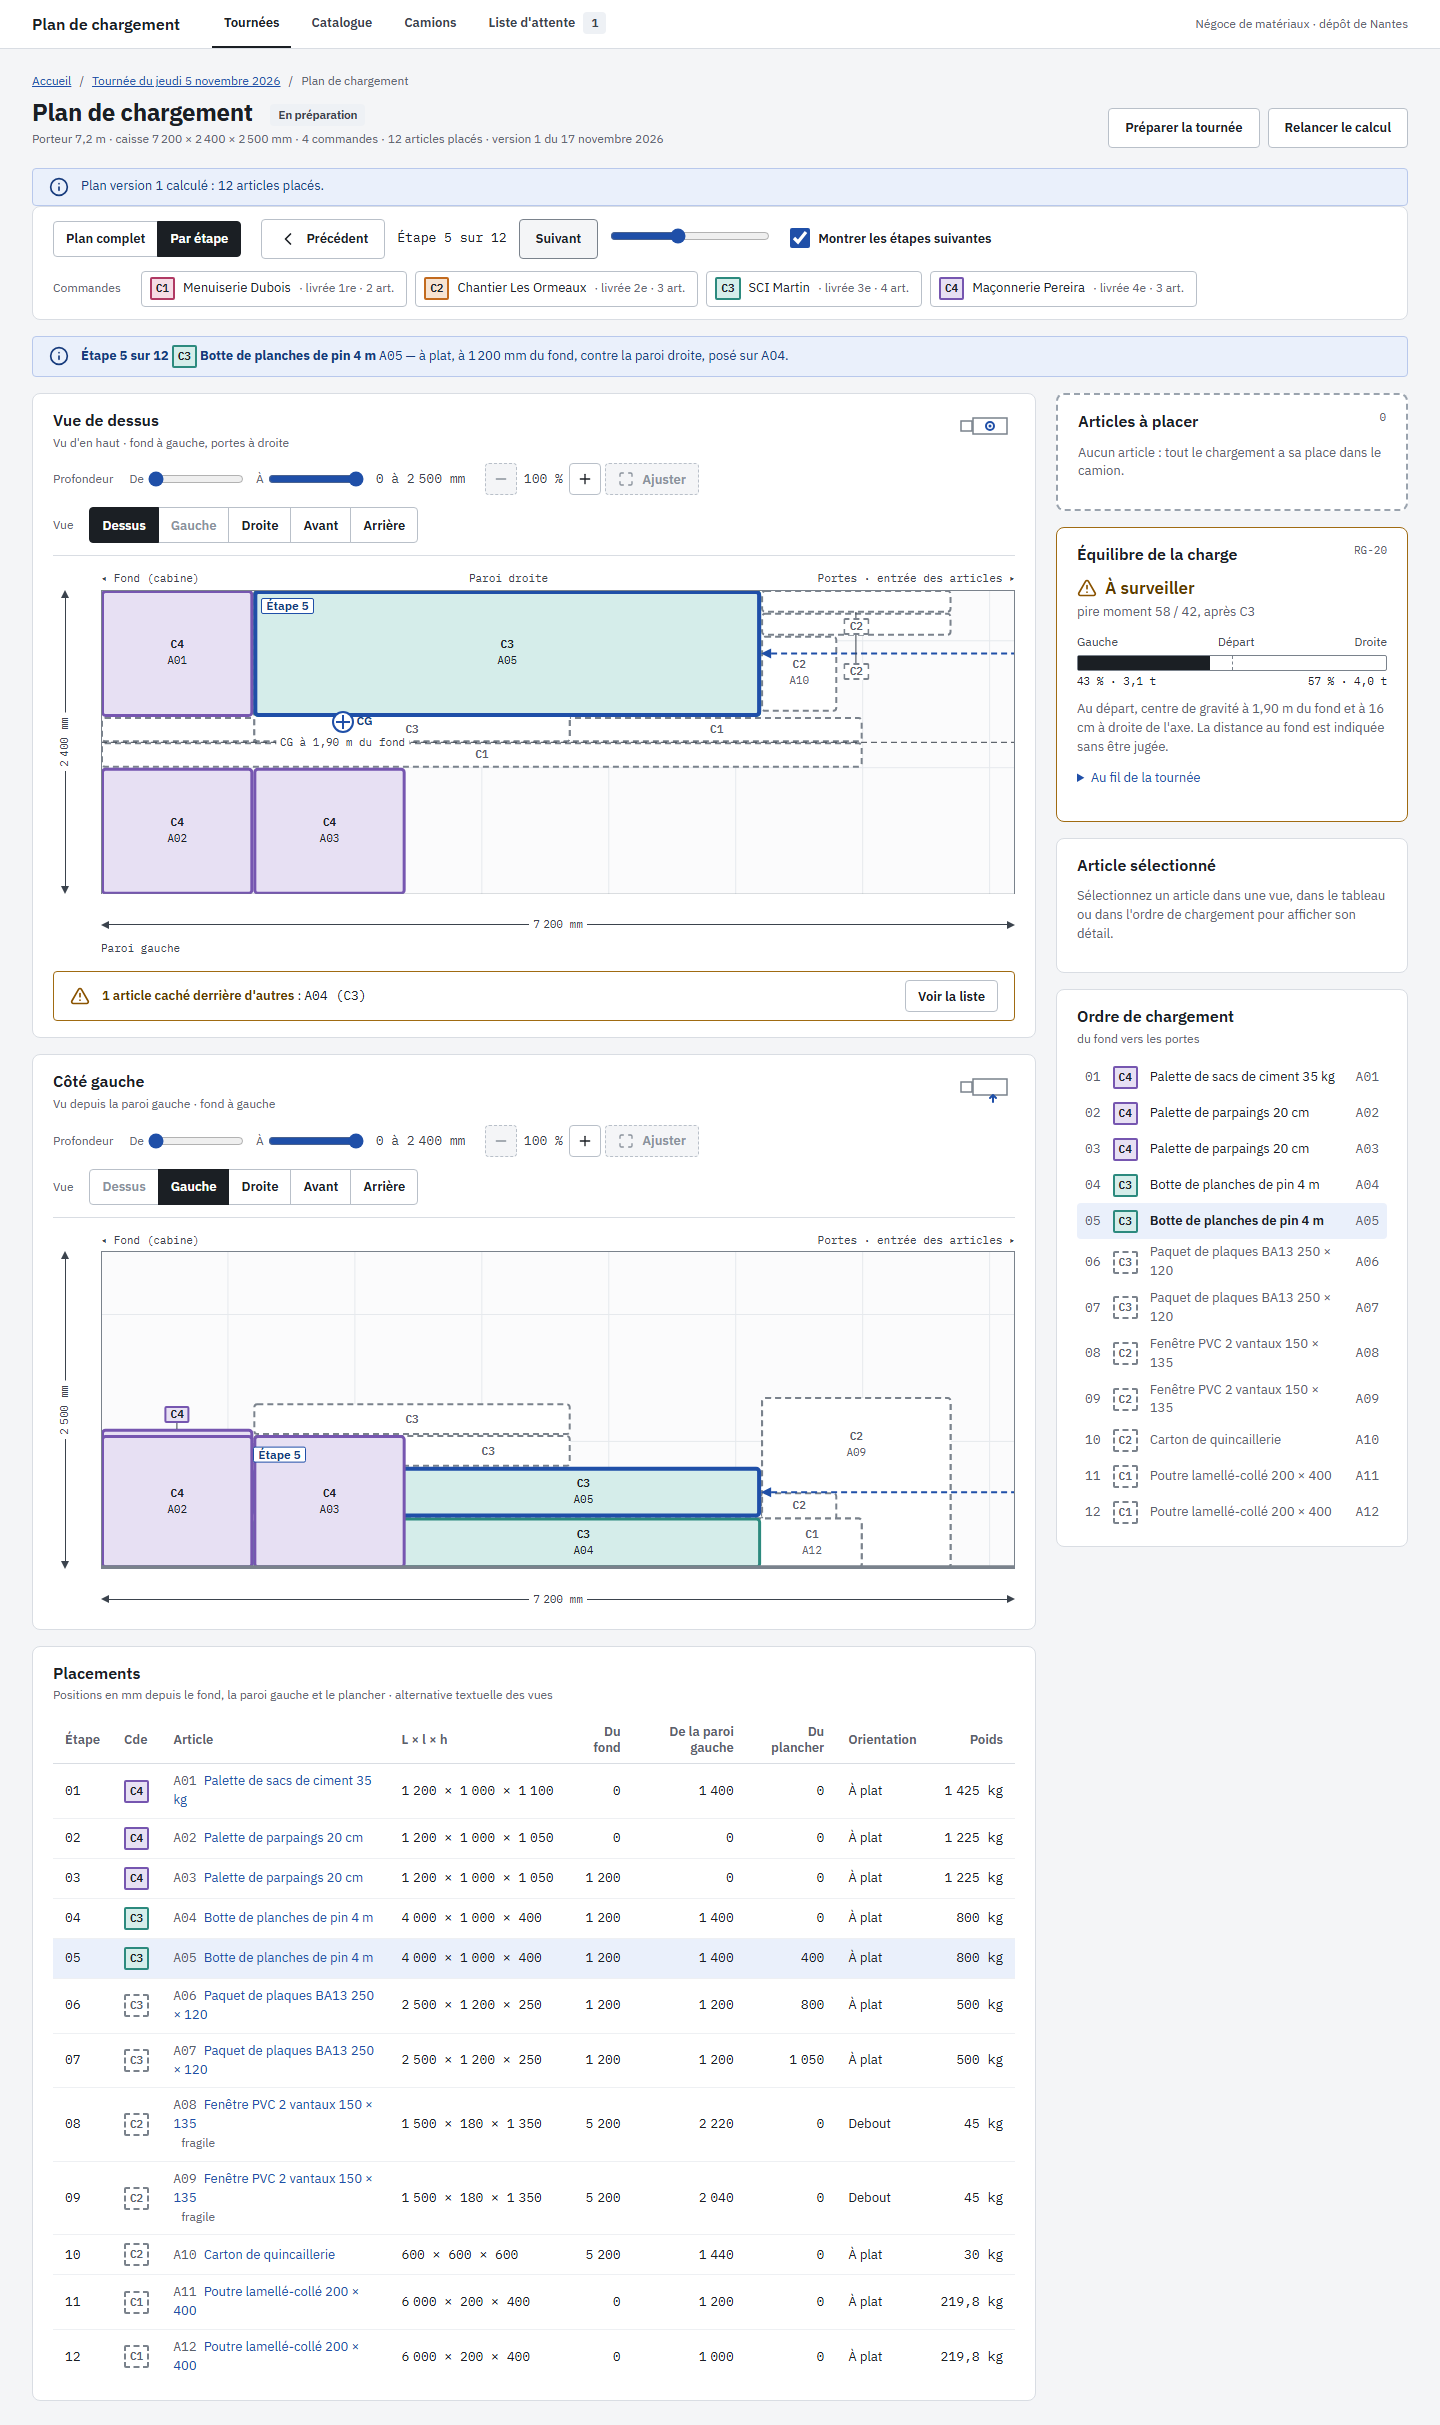 Plan de chargement
Tournées
Catalogue
Camions
Liste d'attente 1
Négoce de matériaux · dépôt de Nantes
Accueil / Tournée du jeudi 5 novembre 2026 / Plan de chargement
Plan de chargement En préparation
Porteur 7,2 m · caisse 7 200 × 2 400 × 2 500 mm · 4 commandes · 12 articles placés · version 1 du 17 novembre 2026
Préparer la tournée
Relancer le calcul
Plan version 1 calculé : 12 articles placés.
Plan complet Par étape Précédent Étape 5 sur 12 Suivant Montrer les étapes suivantes
Commandes C1 Menuiserie Dubois · livrée 1re · 2 art. C2 Chantier Les Ormeaux · livrée 2e · 3 art. C3 SCI Martin · livrée 3e · 4 art. C4 Maçonnerie Pereira · livrée 4e · 3 art.
Étape 5 sur 12 C3 Botte de planches de pin 4 m A05 — à plat, à 1 200 mm du fond, contre la paroi droite, posé sur A04.
Vue de dessus
Vu d'en haut · fond à gauche, portes à droite
Profondeur De À 0 à 2 500 mm − 100 % + Ajuster
Vue Dessus Gauche Droite Avant Arrière
◂ Fond (cabine) Paroi droite Portes · entrée des articles ▸
Étape 5
C4
A01
C3
A05
C2
C2
C2
A10
CG
C3
C1
CG à 1,90 m du fond
C1
2 400 mm
C4
A02
C4
A03
7 200 mm
Paroi gauche
1 article caché derrière d'autres : A04 (C3)
Voir la liste
Côté gauche
Vu depuis la paroi gauche · fond à gauche
Profondeur De À 0 à 2 400 mm − 100 % + Ajuster
Vue Dessus Gauche Droite Avant Arrière
◂ Fond (cabine) Portes · entrée des articles ▸
2 500 mm
C4
C3
C3
Étape 5
C2
A09
C4
A02
C4
A03
C3
A05
C2
C3
A04
C1
A12
7 200 mm
Placements
Positions en mm depuis le fond, la paroi gauche et le plancher · alternative textuelle des vues
Étape Cde Article L × l × h Du fond De la paroi gauche Du plancher Orientation Poids
01 C4 A01 Palette de sacs de ciment 35 kg 1 200 × 1 000 × 1 100 0 1 400 0 À plat 1 425 kg
02 C4 A02 Palette de parpaings 20 cm 1 200 × 1 000 × 1 050 0 0 0 À plat 1 225 kg
03 C4 A03 Palette de parpaings 20 cm 1 200 × 1 000 × 1 050 1 200 0 0 À plat 1 225 kg
04 C3 A04 Botte de planches de pin 4 m 4 000 × 1 000 × 400 1 200 1 400 0 À plat 800 kg
05 C3 A05 Botte de planches de pin 4 m 4 000 × 1 000 × 400 1 200 1 400 400 À plat 800 kg
06 C3 A06 Paquet de plaques BA13 250 × 120 2 500 × 1 200 × 250 1 200 1 200 800 À plat 500 kg
07 C3 A07 Paquet de plaques BA13 250 × 120 2 500 × 1 200 × 250 1 200 1 200 1 050 À plat 500 kg
08 C2 A08 Fenêtre PVC 2 vantaux 150 × 135 fragile 1 500 × 180 × 1 350 5 200 2 220 0 Debout 45 kg
09 C2 A09 Fenêtre PVC 2 vantaux 150 × 135 fragile 1 500 × 180 × 1 350 5 200 2 040 0 Debout 45 kg
10 C2 A10 Carton de quincaillerie 600 × 600 × 600 5 200 1 440 0 À plat 30 kg
11 C1 A11 Poutre lamellé-collé 200 × 400 6 000 × 200 × 400 0 1 200 0 À plat 219,8 kg
12 C1 A12 Poutre lamellé-collé 200 × 400 6 000 × 200 × 400 0 1 000 0 À plat 219,8 kg
Articles à placer 0
Aucun article : tout le chargement a sa place dans le
camion.
Équilibre de la charge RG-20
À surveiller
pire moment 58 / 42, après C3
Gauche Départ Droite
43 % · 3,1 t 57 % · 4,0 t
Au départ, centre de gravité à 1,90 m du fond et à 16
cm à droite de l'axe. La distance au fond est indiquée
sans être jugée.
Au fil de la tournée
Article sélectionné
Sélectionnez un article dans une vue, dans le tableau
ou dans l'ordre de chargement pour afficher son
détail.
Ordre de chargement
du fond vers les portes
01 C4 Palette de sacs de ciment 35 kg A01
02 C4 Palette de parpaings 20 cm A02
03 C4 Palette de parpaings 20 cm A03
04 C3 Botte de planches de pin 4 m A04
05 C3 Botte de planches de pin 4 m A05
06 C3 Paquet de plaques BA13 250 × 120 A06
07 C3 Paquet de plaques BA13 250 × 120 A07
08 C2 Fenêtre PVC 2 vantaux 150 × 135 A08
09 C2 Fenêtre PVC 2 vantaux 150 × 135 A09
10 C2 Carton de quincaillerie A10
11 C1 Poutre lamellé-collé 200 × 400 A11
12 C1 Poutre lamellé-collé 200 × 400 A12